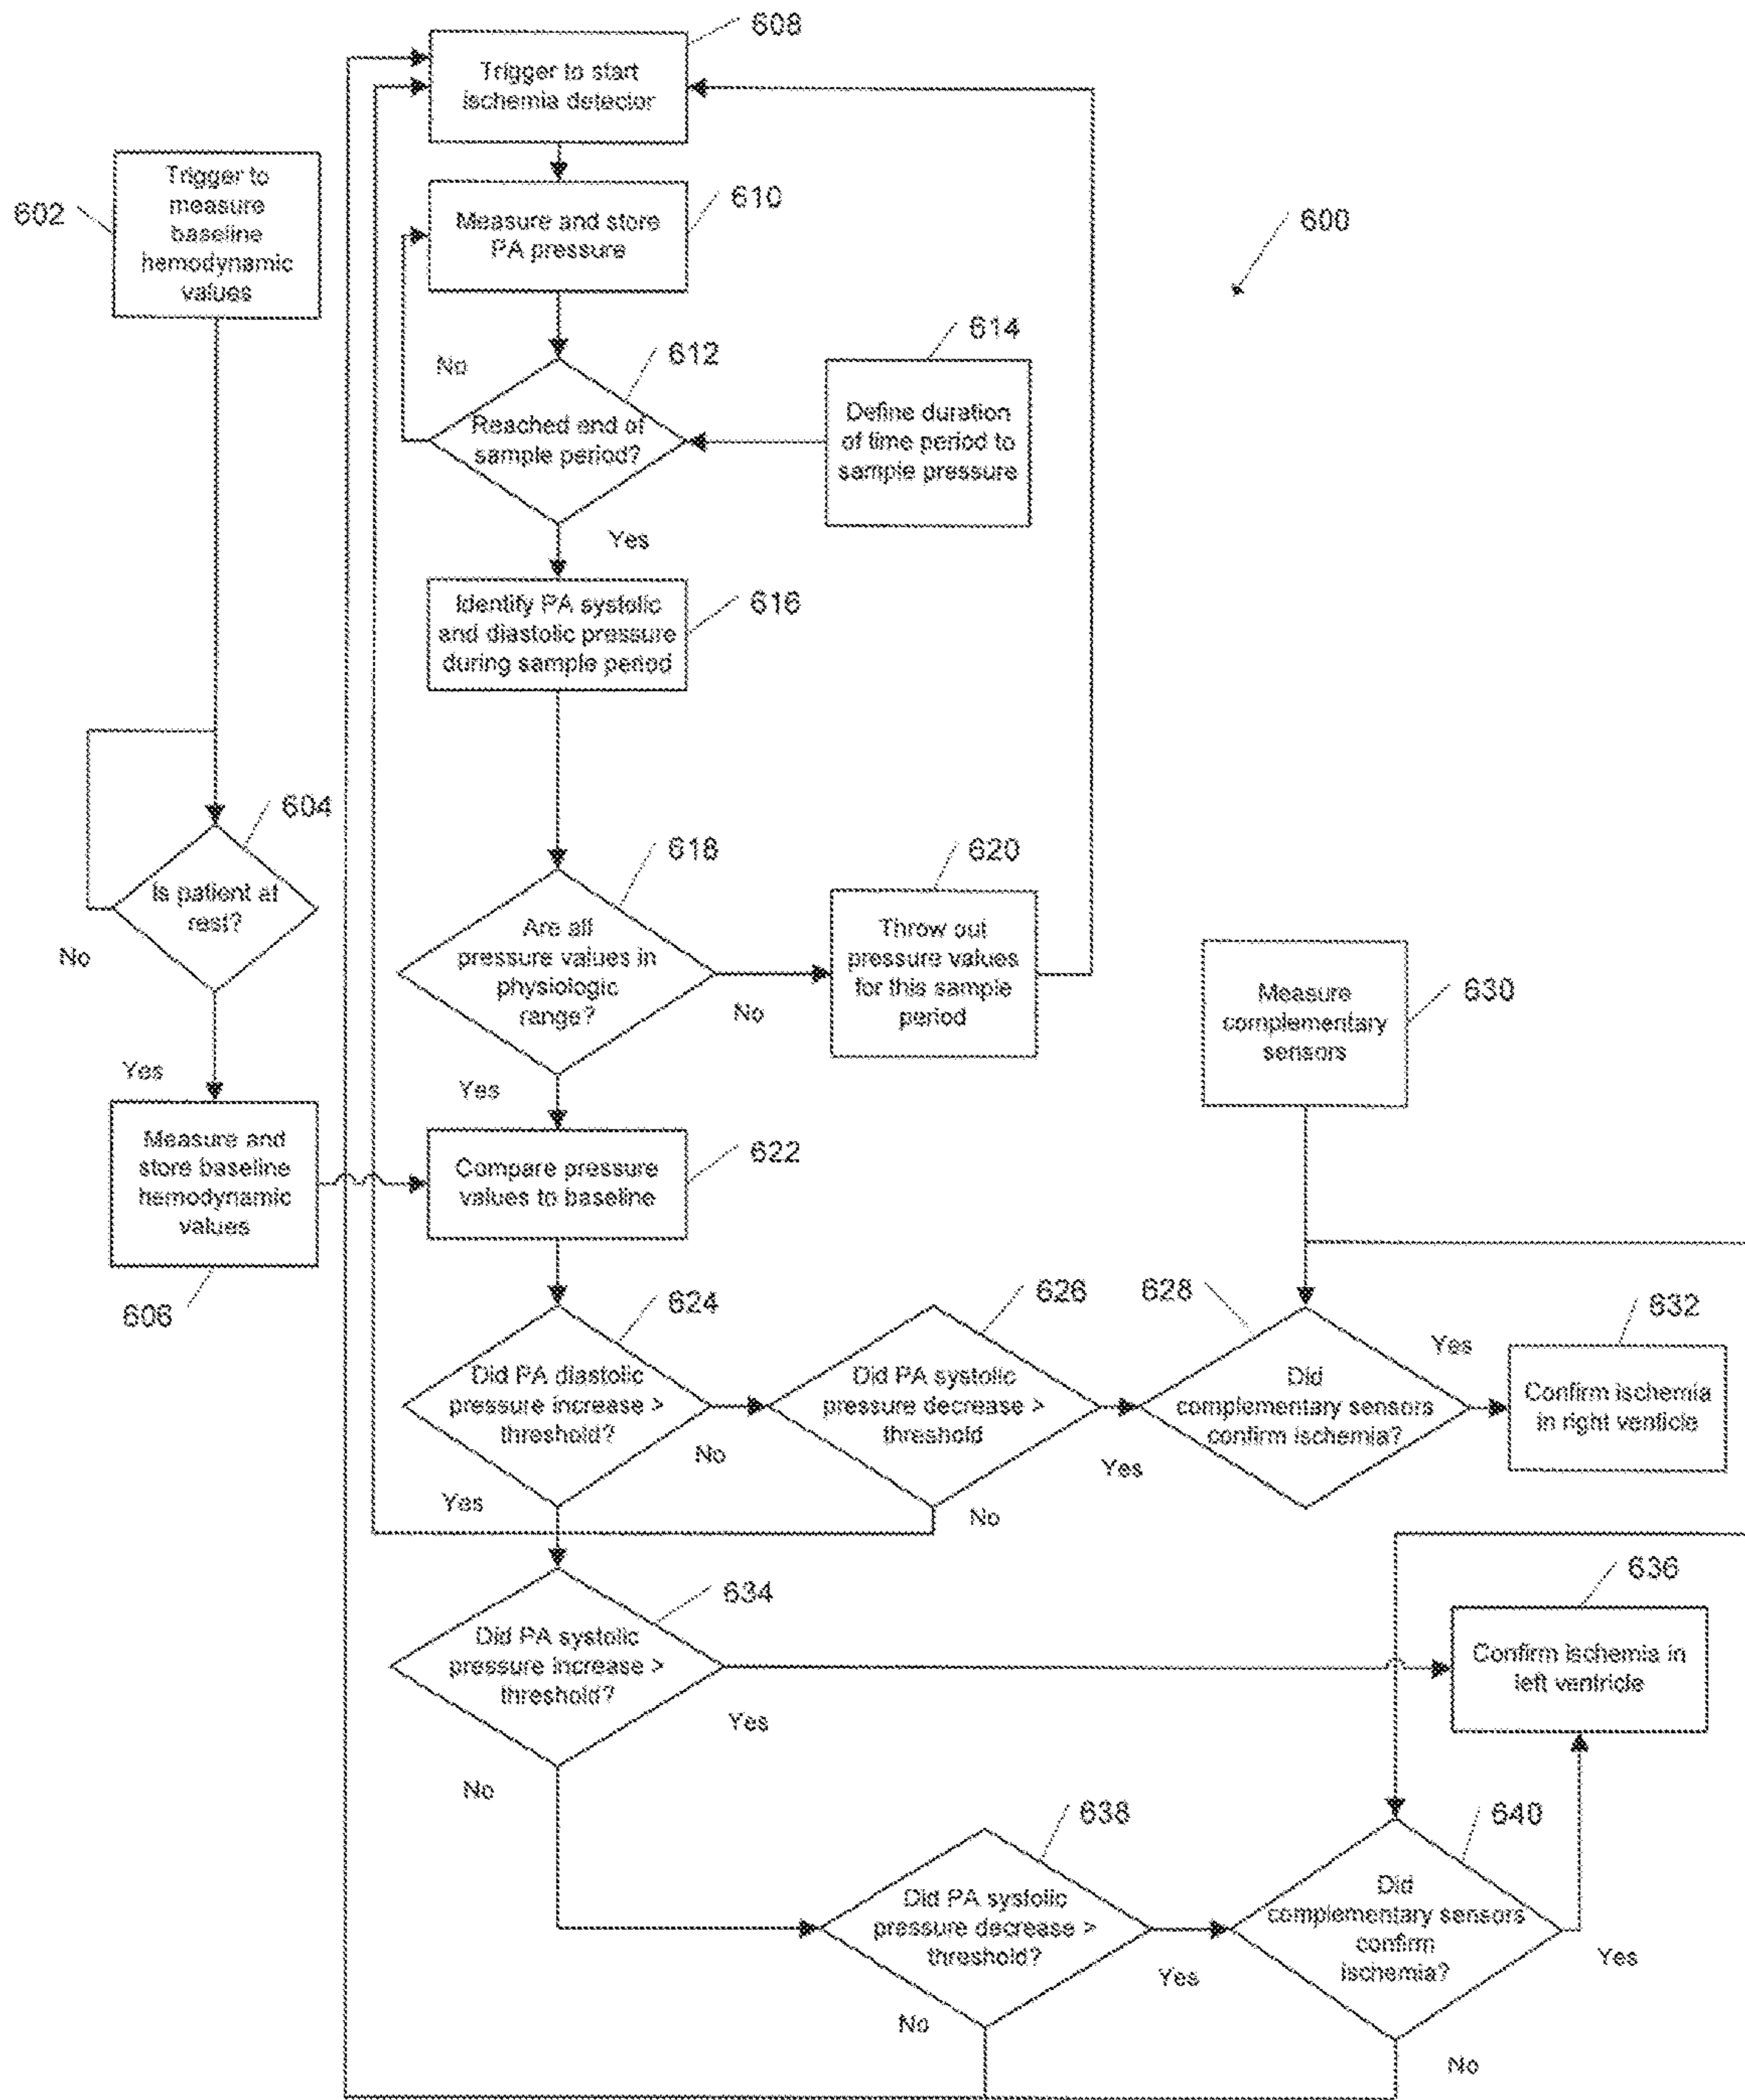 608
Trigger to start
ischemia detector
602
Trigger to
measure
baseline
hemodynamic
values
610
Measure and store
PA pressure
600
614
612
No
Define duration
of time period to
sample pressure
Reached end of
sample period?
Yes
616
Identify PA systolic
and diastolic pressure
during sample period
604
Is patient at
rest?
No
618
Are all
pressure values in
physiologic
range?
No
620
Throw out
pressure values
for this sample
period
Measure
complementary
sensors
630
Yes
Yes
Measure and
store baseline
hemodynamic
values
606
Compare pressure
values to baseline
622
624
Did PA diastolic
pressure increase >
threshold?
No
Yes
626
Did PA systolic
pressure decrease >
threshold
Yes
No
628
Did
complementary sensors
confirm ischemia?
Yes
632
Confirm ischemia
in right venticle
634
Did PA systolic
pressure increase >
threshold?
Yes
No
636
Confirm ischemia in
left ventricle
638
Did PA systolic
pressure decrease >
threshold?
Yes
No
640
Did
complementary sensors
confirm
ischemia?
Yes
No